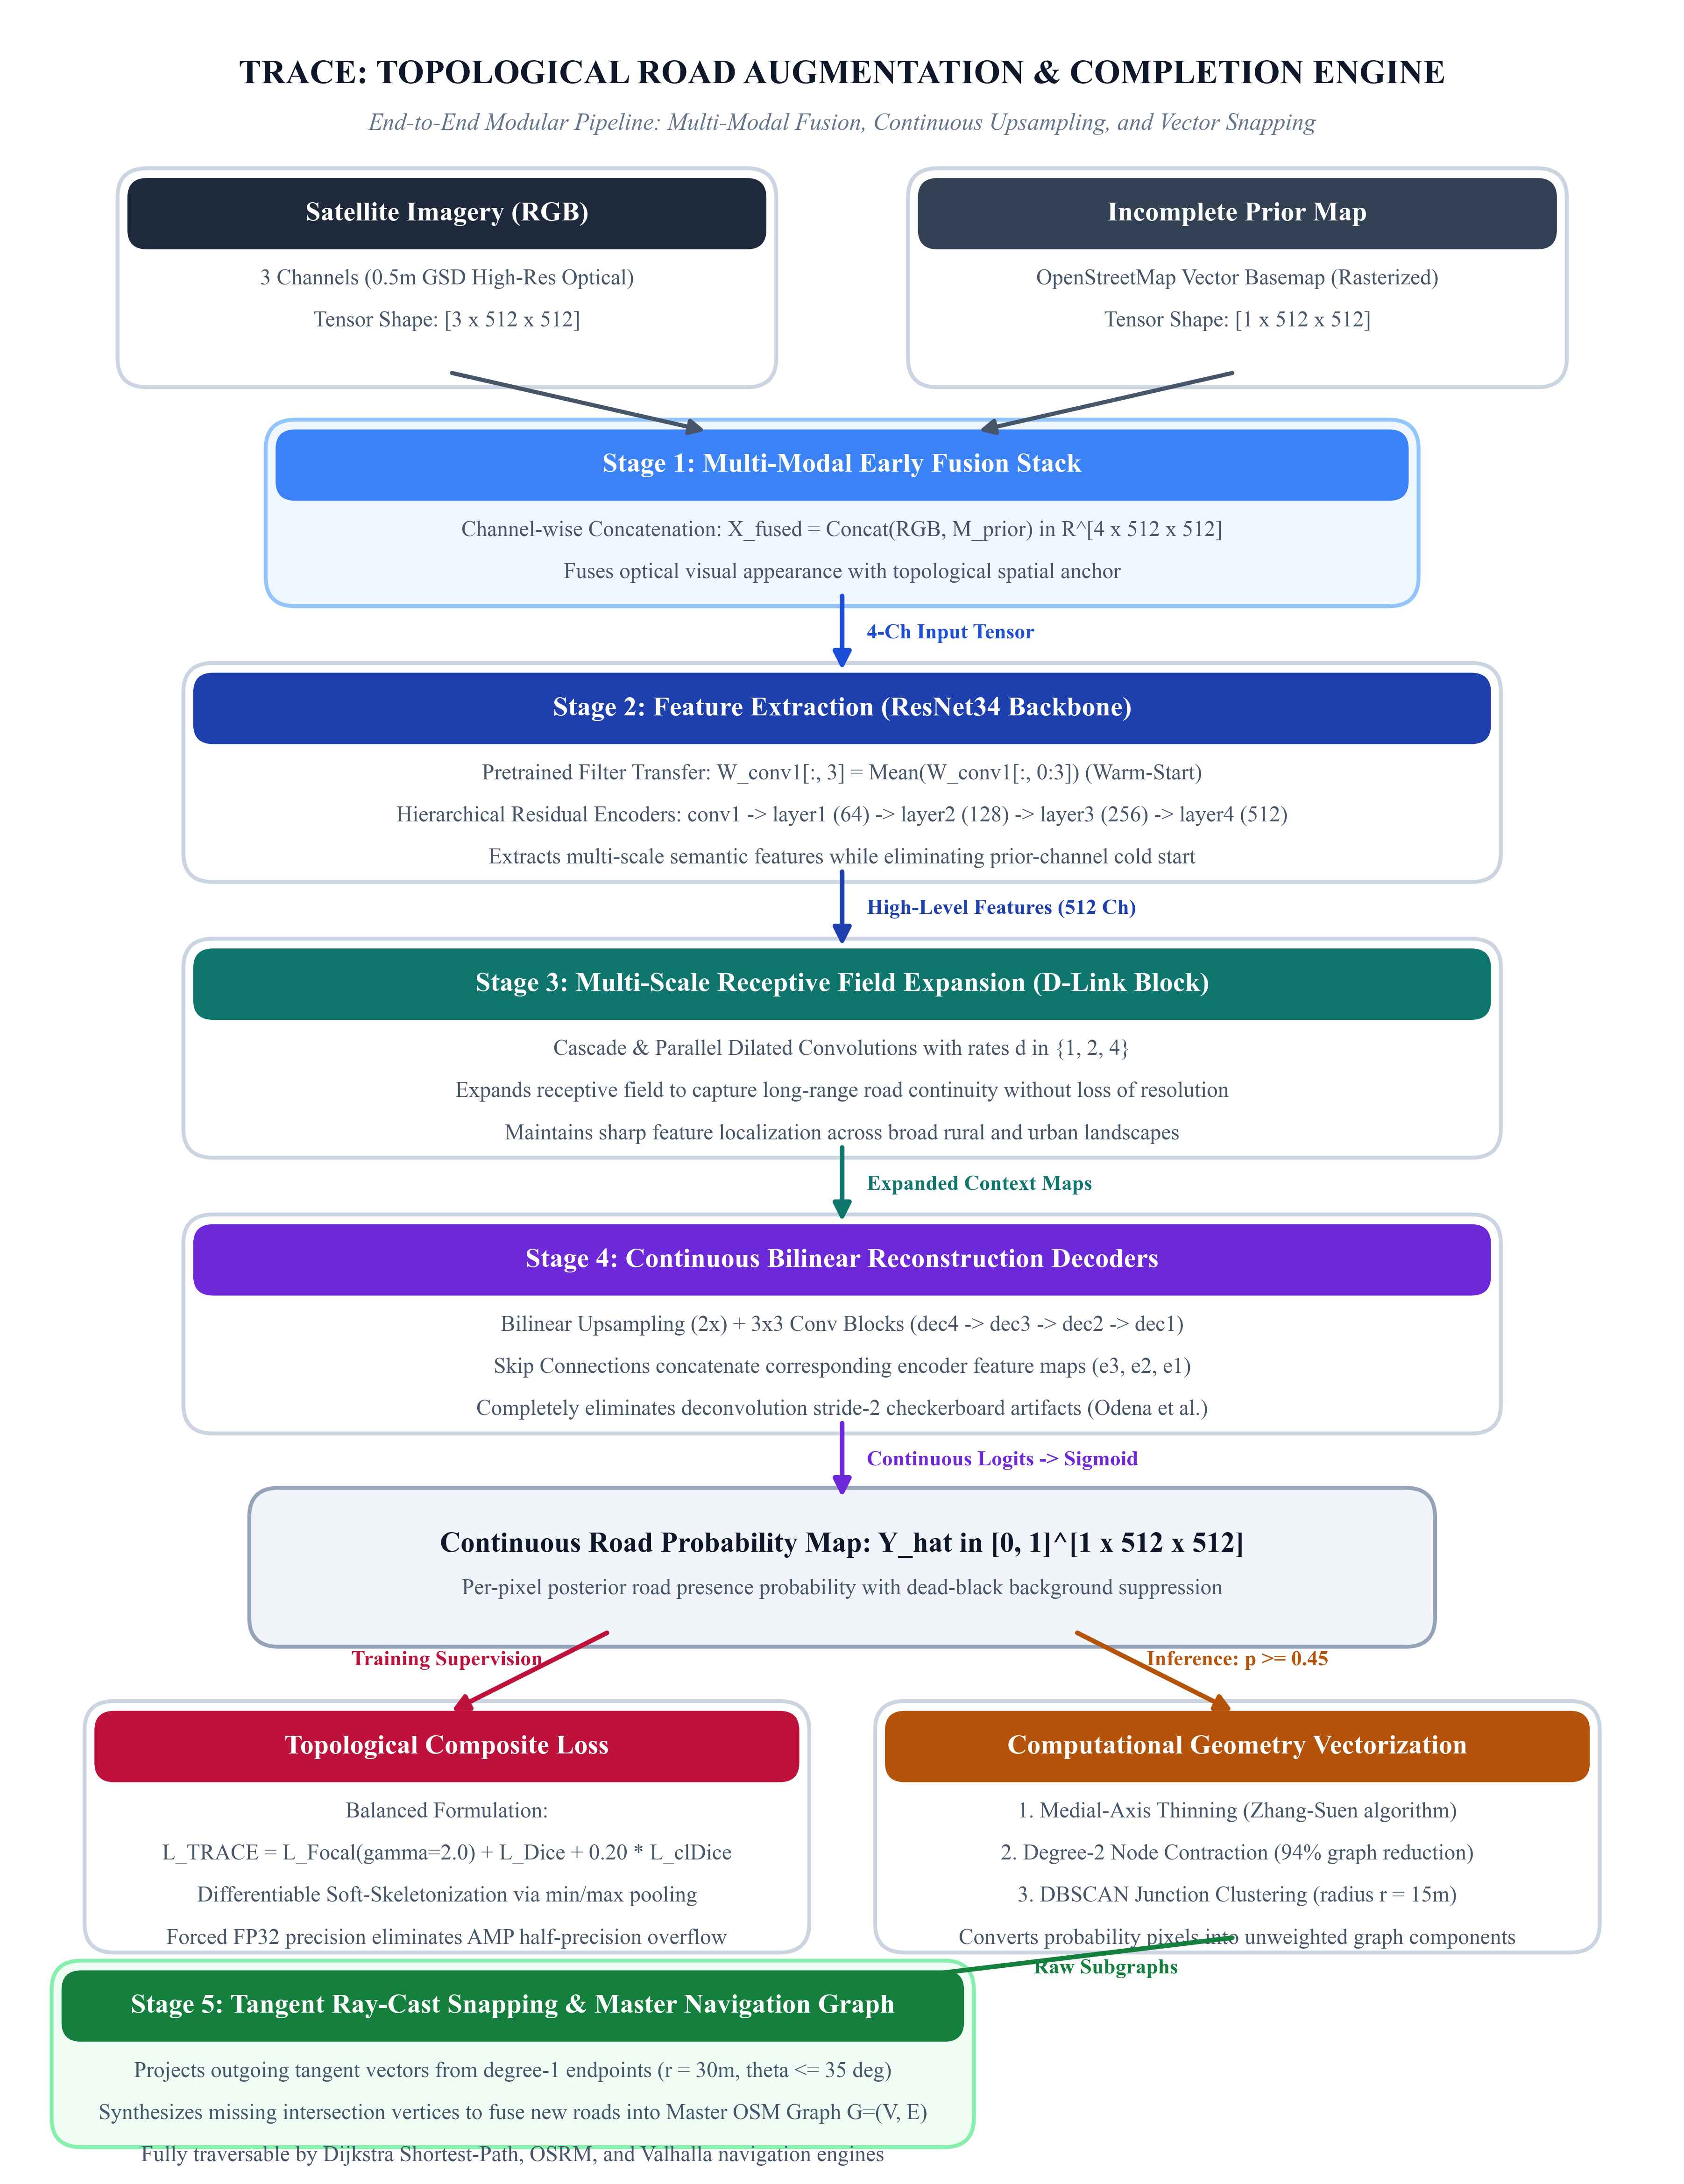 TRACE: TOPOLOGICAL ROAD AUGMENTATION & COMPLETION ENGINE
End-to-End Modular Pipeline: Multi-Modal Fusion, Continuous Upsampling, and Vector Snapping
Satellite Imagery (RGB)
3 Channels (0.5m GSD High-Res Optical)
Tensor Shape: [3 x 512 x 512]
Incomplete Prior Map
OpenStreetMap Vector Basemap (Rasterized)
Tensor Shape: [1 x 512 x 512]
Stage 1: Multi-Modal Early Fusion Stack
Channel-wise Concatenation: X_fused = Concat(RGB, M_prior) in R^[4 x 512 x 512]
Fuses optical visual appearance with topological spatial anchor
4-Ch Input Tensor
Stage 2: Feature Extraction (ResNet34 Backbone)
Pretrained Filter Transfer: W_conv1[:, 3] = Mean(W_conv1[:, 0:3]) (Warm-Start)
Hierarchical Residual Encoders: conv1 -> layer1 (64) -> layer2 (128) -> layer3 (256) -> layer4 (512)
Extracts multi-scale semantic features while eliminating prior-channel cold start
High-Level Features (512 Ch)
Stage 3: Multi-Scale Receptive Field Expansion (D-Link Block)
Cascade & Parallel Dilated Convolutions with rates d in {1, 2, 4}
Expands receptive field to capture long-range road continuity without loss of resolution
Maintains sharp feature localization across broad rural and urban landscapes
Expanded Context Maps
Stage 4: Continuous Bilinear Reconstruction Decoders
Bilinear Upsampling (2x) + 3x3 Conv Blocks (dec4 -> dec3 -> dec2 -> dec1)
Skip Connections concatenate corresponding encoder feature maps (e3, e2, e1)
Completely eliminates deconvolution stride-2 checkerboard artifacts (Odena et al.)
Continuous Logits -> Sigmoid
Continuous Road Probability Map: Y_hat in [0, 1]^[1 x 512 x 512]
Per-pixel posterior road presence probability with dead-black background suppression
Training Supervision
Inference: p >= 0.45
Topological Composite Loss
Balanced Formulation:
L_TRACE = L_Focal(gamma=2.0) + L_Dice + 0.20 * L_clDice
Differentiable Soft-Skeletonization via min/max pooling
Forced FP32 precision eliminates AMP half-precision overflow
Computational Geometry Vectorization
1. Medial-Axis Thinning (Zhang-Suen algorithm)
2. Degree-2 Node Contraction (94% graph reduction)
3. DBSCAN Junction Clustering (radius r = 15m)
Converts probability pixels into unweighted graph components
Raw Subgraphs
Stage 5: Tangent Ray-Cast Snapping & Master Navigation Graph
Projects outgoing tangent vectors from degree-1 endpoints (r = 30m, theta <= 35 deg)
Synthesizes missing intersection vertices to fuse new roads into Master OSM Graph G=(V, E)
Fully traversable by Dijkstra Shortest-Path, OSRM, and Valhalla navigation engines